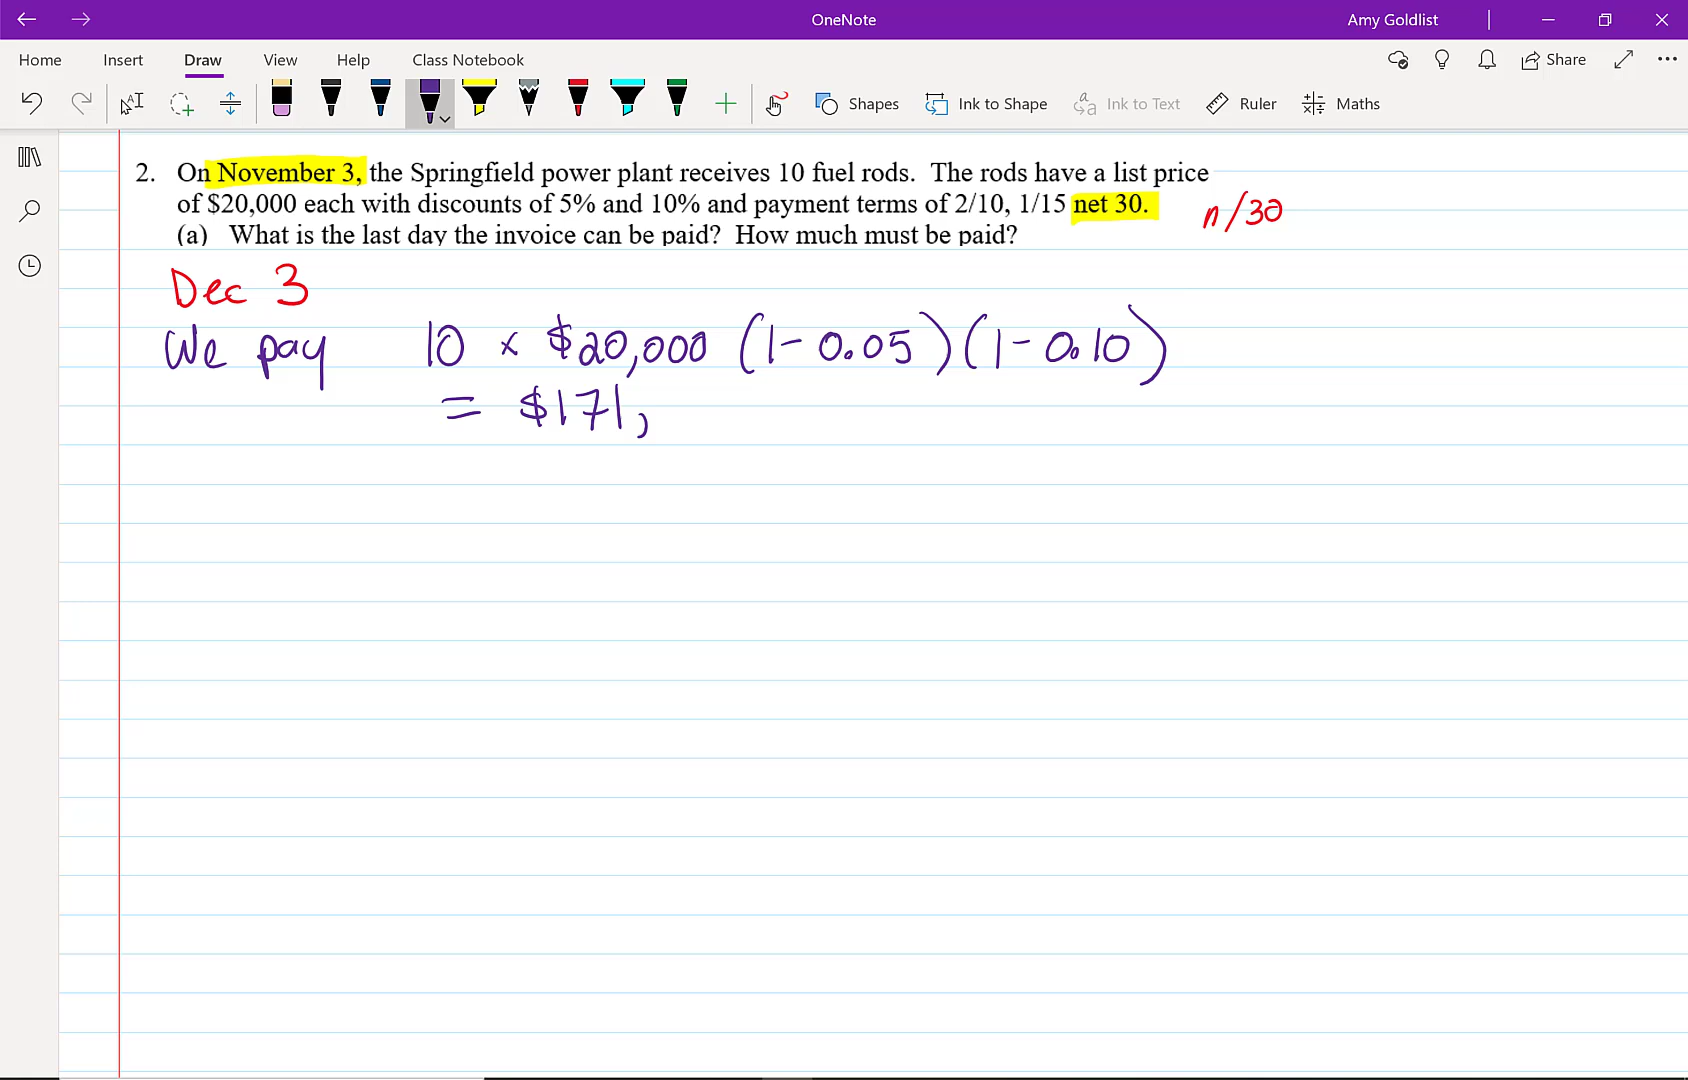 OneNote
Amy Goldlist
Home Insert Draw View Help Class Notebook
Share
Shapes Ink to Shape Ink to Text Ruler Maths
2. On November 3, the Springfield power plant receives 10 fuel rods. The rods have a list price
of $20,000 each with discounts of 5% and 10% and payment terms of 2/10, 1/15 net 30.
n/30
(a) What is the last day the invoice can be paid? How much must be paid?
Dec 3
We pay 10 × $20,000 (1-0.05)(1-0.10)
= $171,